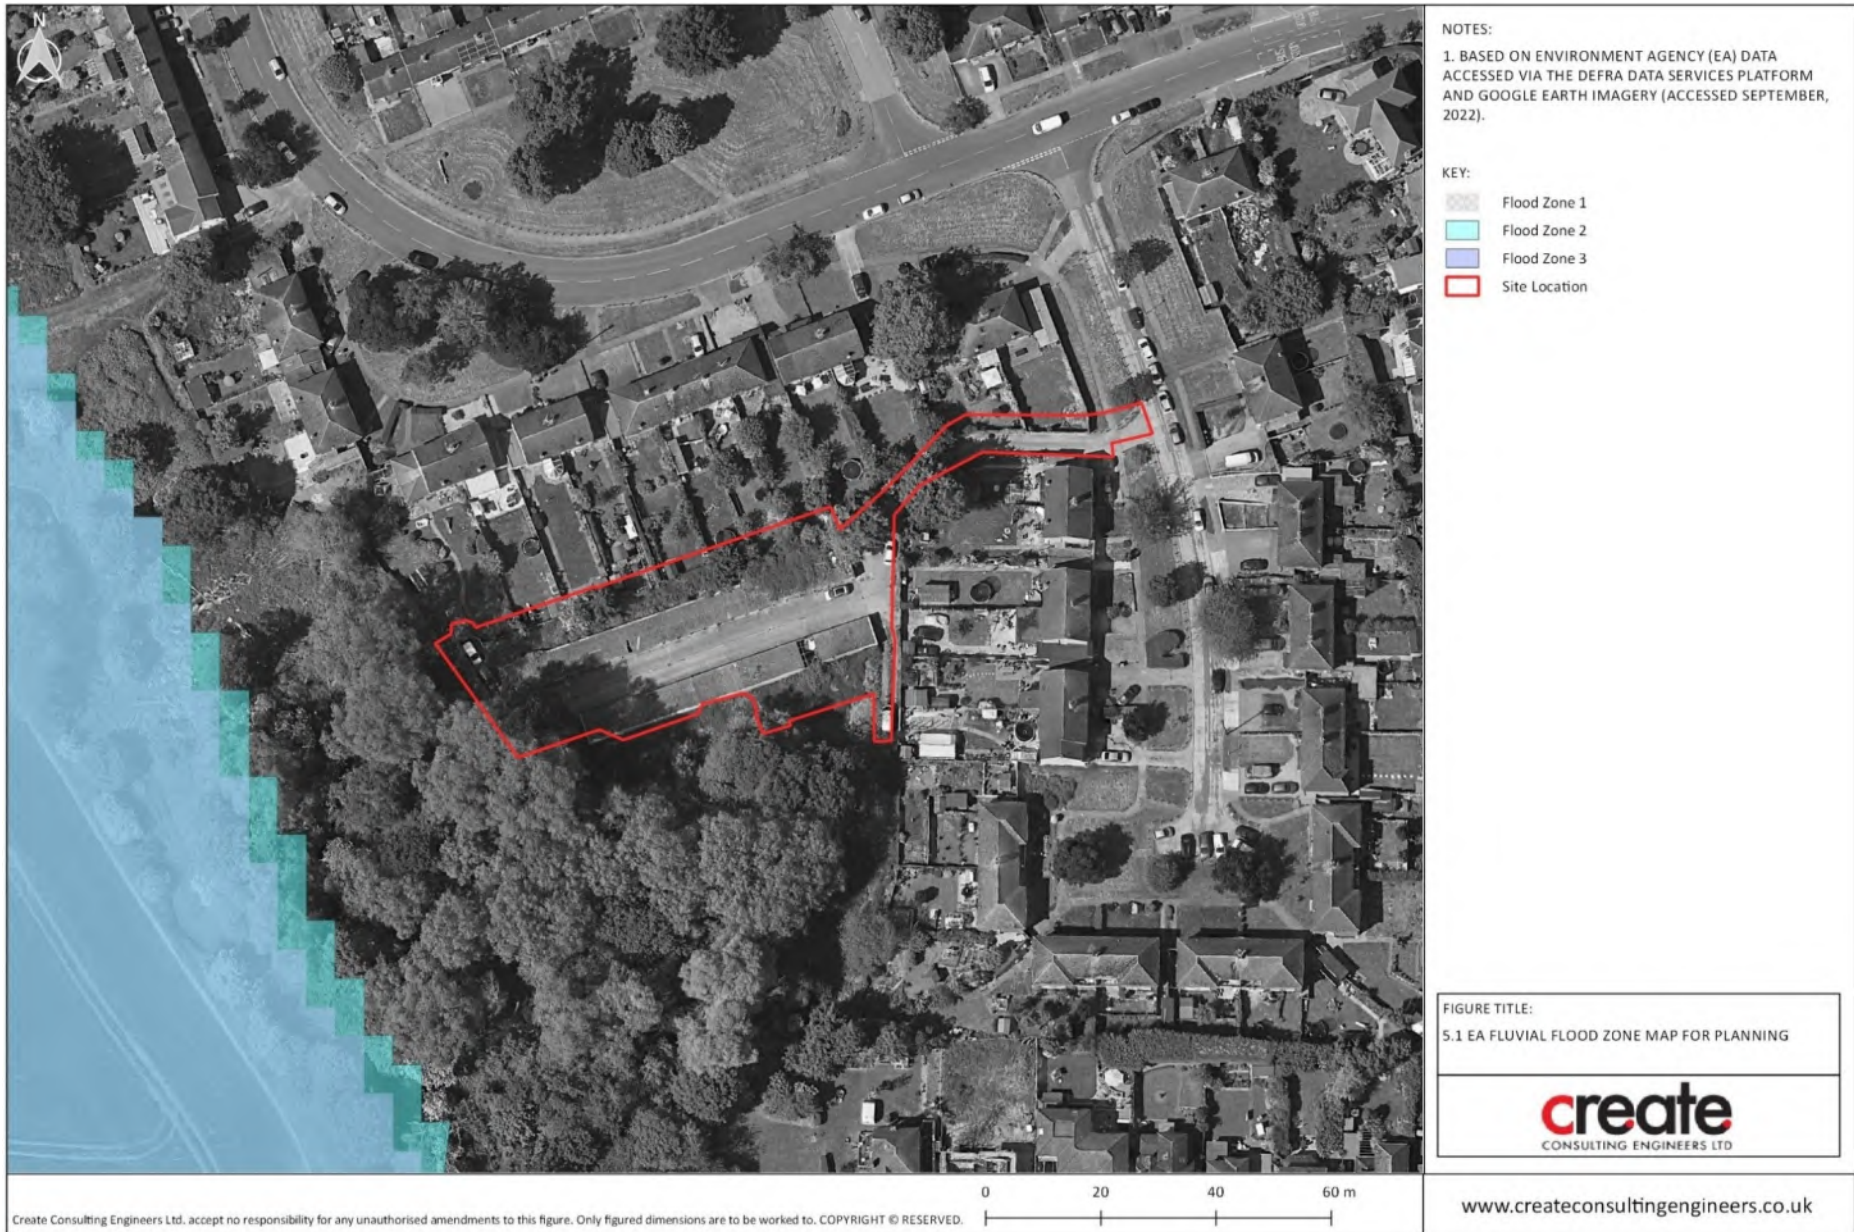 N
NOTES:
1. BASED ON ENVIRONMENT AGENCY (EA) DATA
ACCESSED VIA THE DEFRA DATA SERVICES PLATFORM
AND GOOGLE EARTH IMAGERY (ACCESSED SEPTEMBER,
2022).
KEY:
Flood Zone 1
Flood Zone 2
Flood Zone 3
Site Location
FIGURE TITLE:
5.1 EA FLUVIAL FLOOD ZONE MAP FOR PLANNING
create
CONSULTING ENGINEERS LTD
0 20 40 60 m
Create Consulting Engineers Ltd. accept no responsibility for any unauthorised amendments to this figure. Only figured dimensions are to be worked to. COPYRIGHT © RESERVED.
www.createconsultingengineers.co.uk